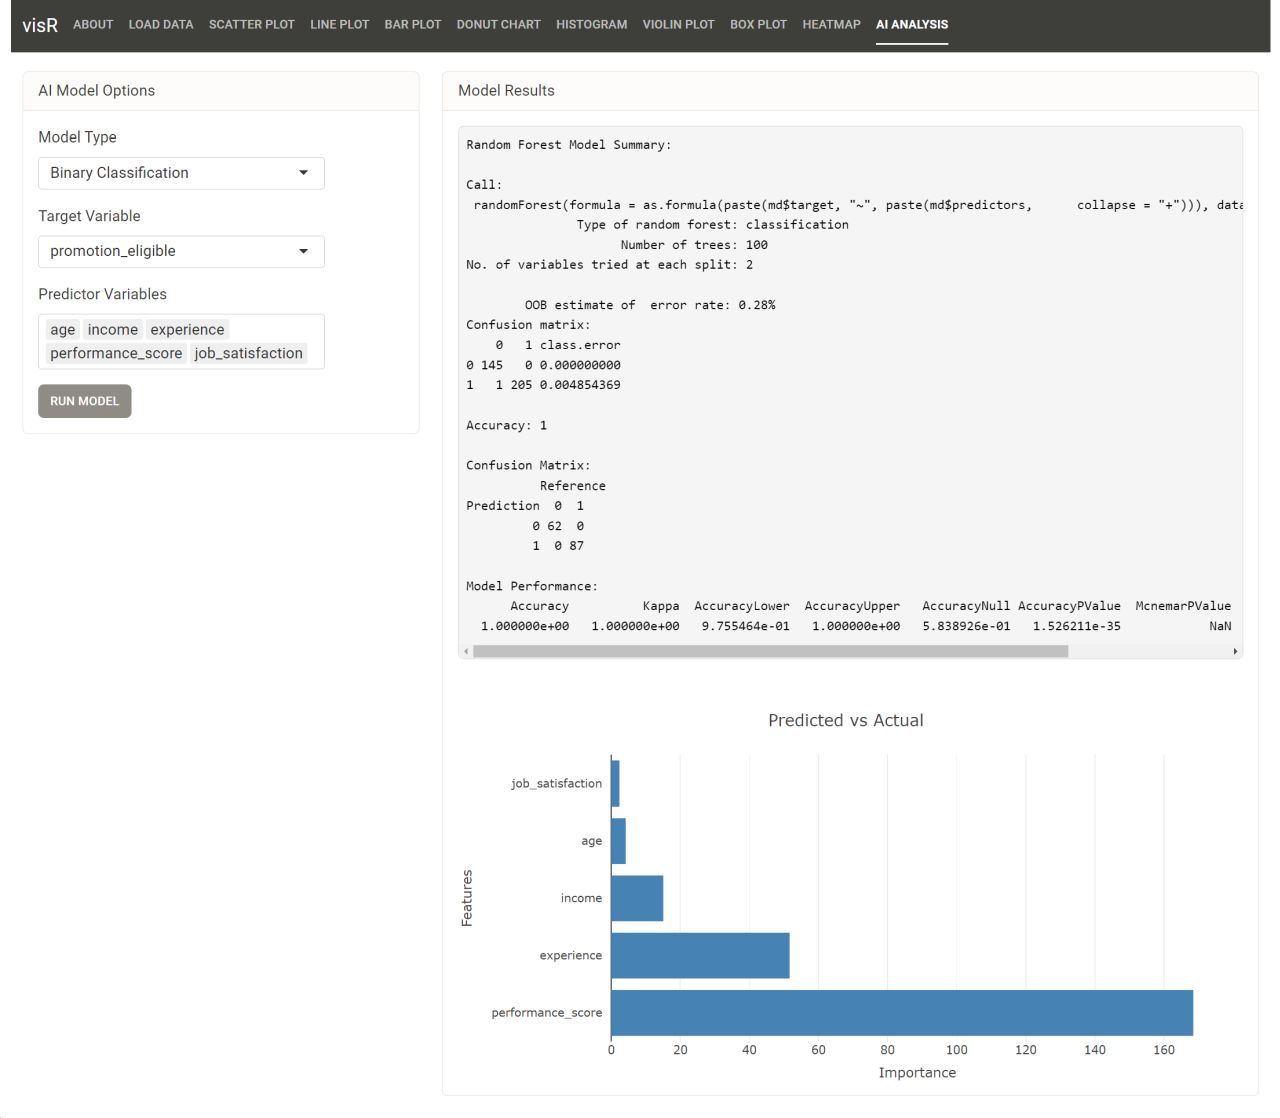 visR ABOUT LOAD DATA SCATTER PLOT LINE PLOT BAR PLOT DONUT CHART HISTOGRAM VIOLIN PLOT BOX PLOT HEATMAP AI ANALYSIS
AI Model Options
Model Type
Binary Classification
Target Variable
promotion_eligible
Predictor Variables
age income experience
performance_score job_satisfaction
RUN MODEL
Model Results
Random Forest Model Summary:
Call:
randomForest(formula = as.formula(paste(md$target, "~", paste(md$predictors,      collapse = "+"))), data
Type of random forest: classification
Number of trees: 100
No. of variables tried at each split: 2
OOB estimate of  error rate: 0.28%
Confusion matrix:
0   1 class.error
0 145   0 0.000000000
1   1 205 0.004854369
Accuracy: 1
Confusion Matrix:
Reference
Prediction  0  1
0 62  0
1  0 87
Model Performance:
Accuracy          Kappa  AccuracyLower  AccuracyUpper   AccuracyNull AccuracyPValue  McnemarPValue
1.000000e+00   1.000000e+00   9.755464e-01   1.000000e+00   5.838926e-01   1.526211e-35            NaN
Predicted vs Actual
job_satisfaction
age
income
experience
performance_score
Features
0 20 40 60 80 100 120 140 160
Importance